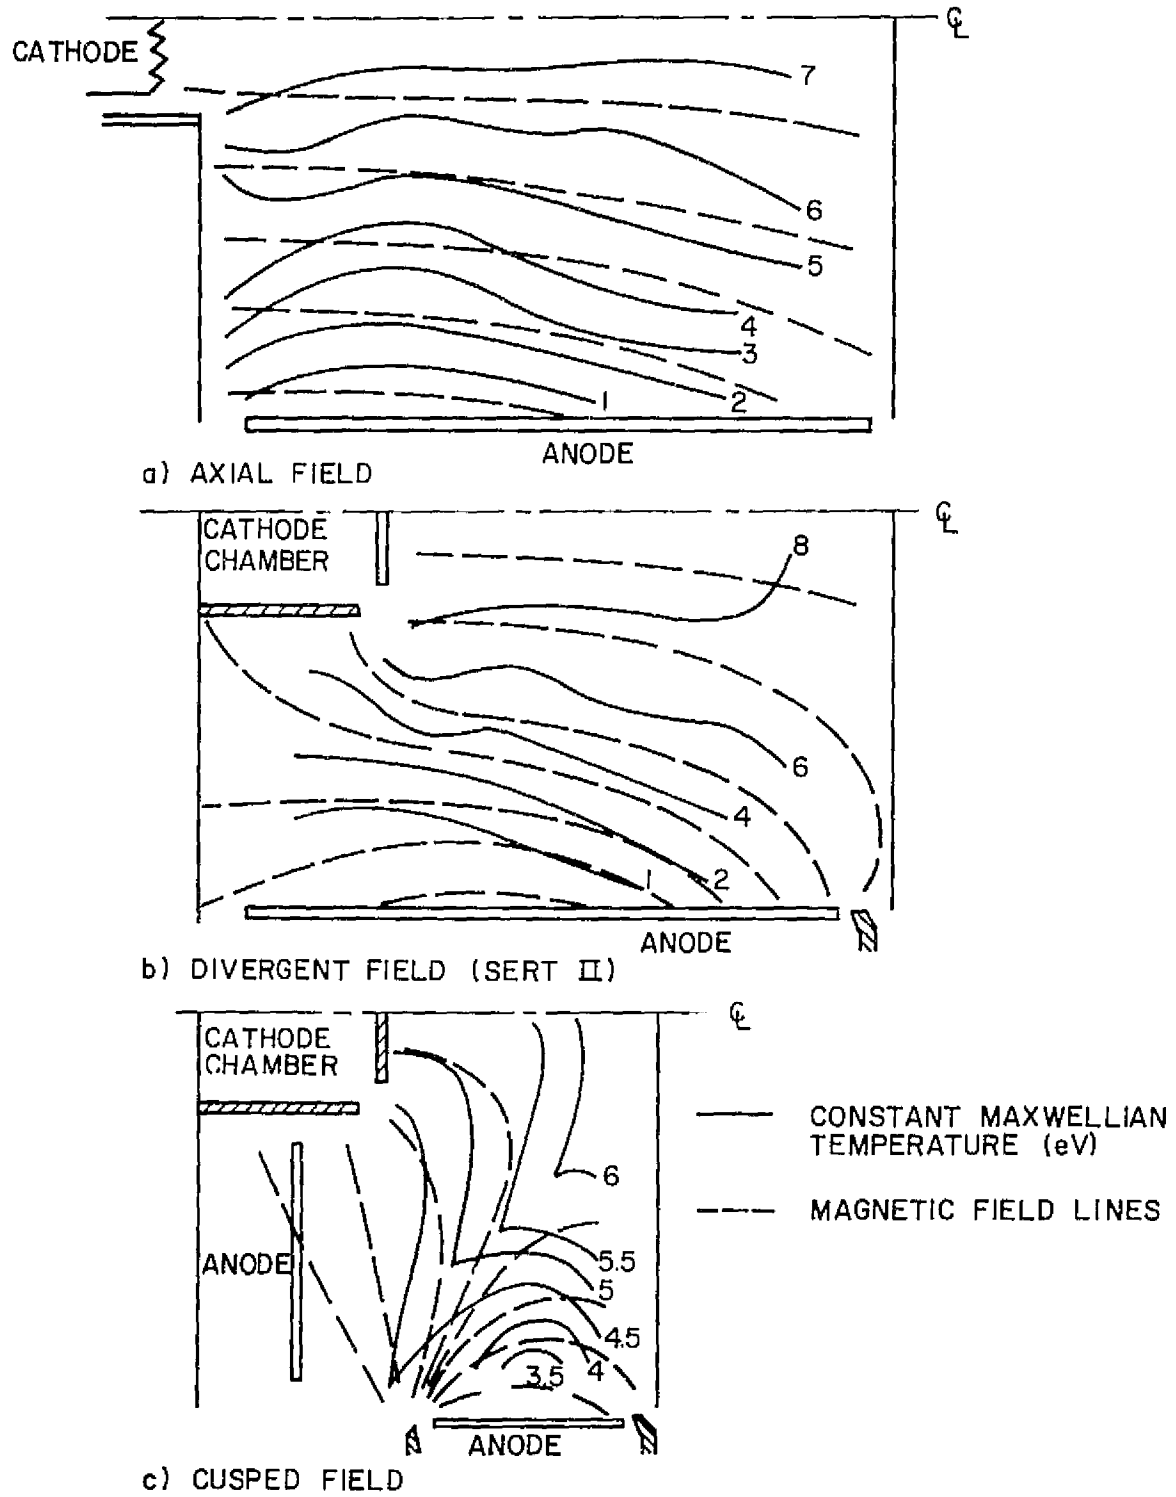 ℄
CATHODE
7
6
5
4
3
2
1
ANODE
a) AXIAL FIELD
℄
CATHODE
CHAMBER
8
6
4
2
1
ANODE
b) DIVERGENT FIELD (SERT II)
℄
CATHODE
CHAMBER
6
ANODE
5.5
5
4.5
4
3.5
ANODE
CONSTANT MAXWELLIAN
TEMPERATURE (eV)
MAGNETIC FIELD LINES
c) CUSPED FIELD